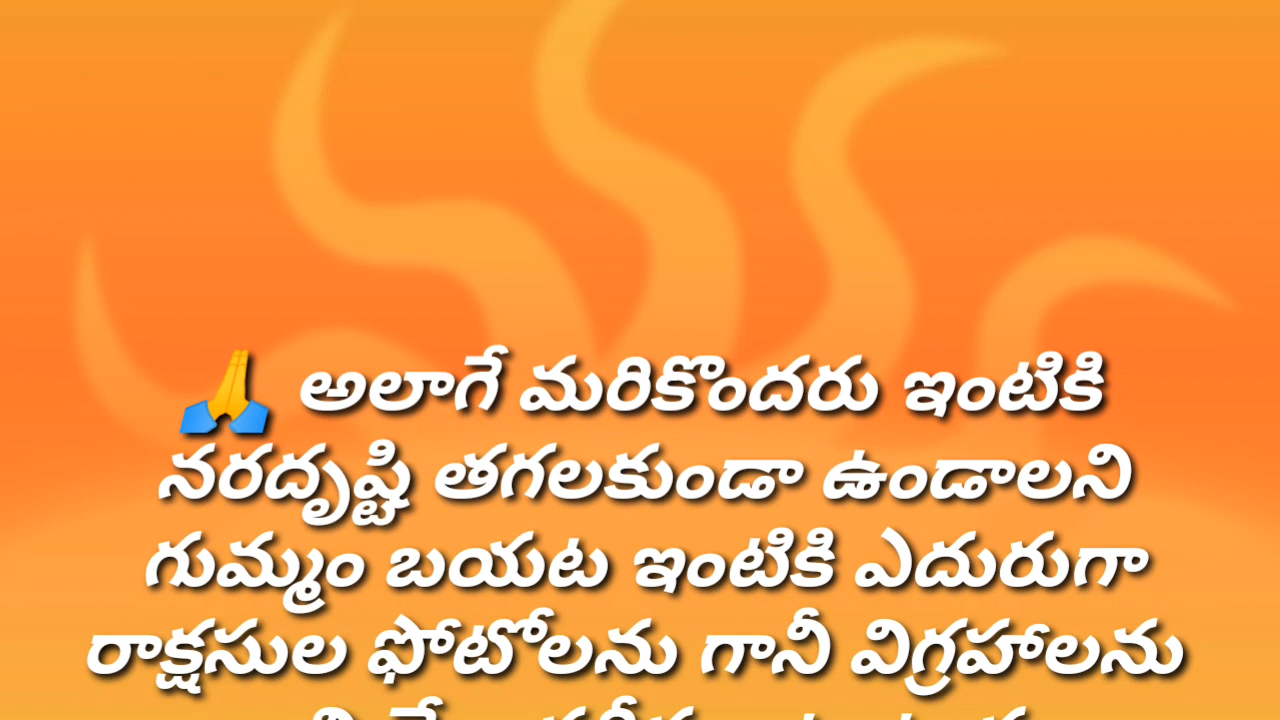 🙏 అలాగే మరికొందరు ఇంటికి
నరదృష్టి తగలకుండా ఉండాలని
గుమ్మం బయట ఇంటికి ఎదురుగా
రాక్షసుల ఫోటోలను గానీ విగ్రహాలను